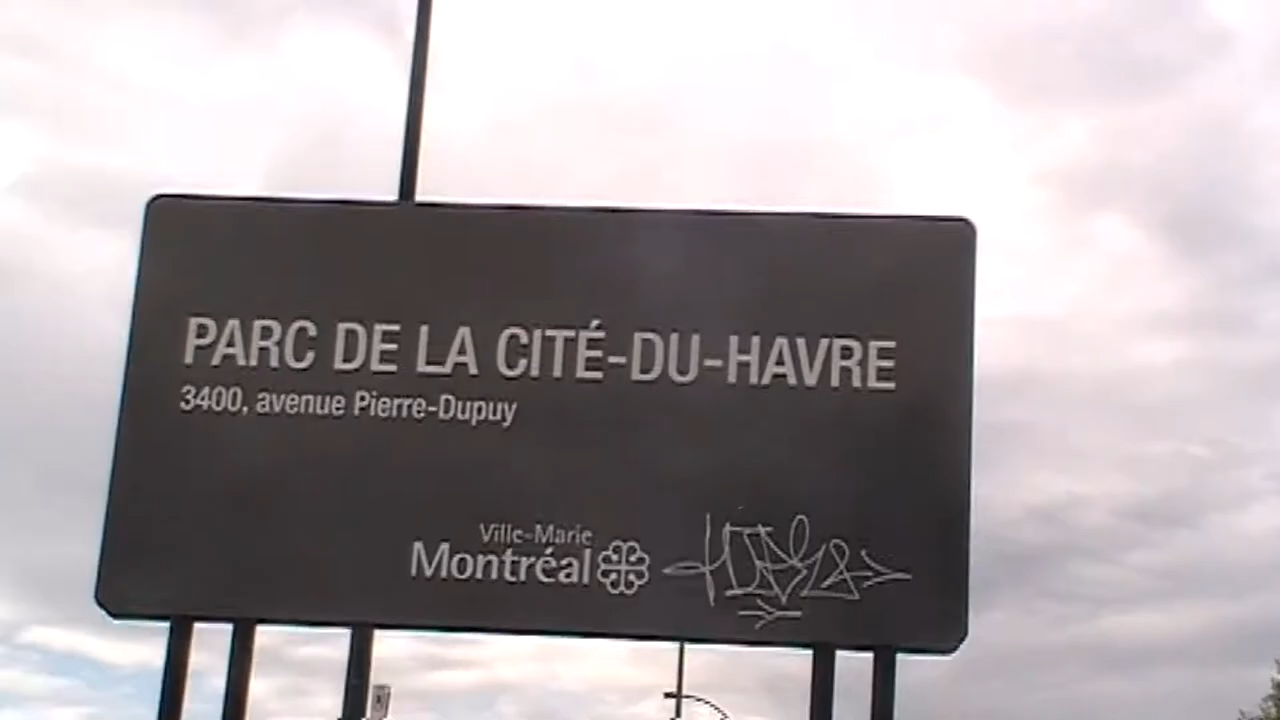 PARC DE LA CITÉ-DU-HAVRE
3400, avenue Pierre-Dupuy
Ville-Marie
Montréal